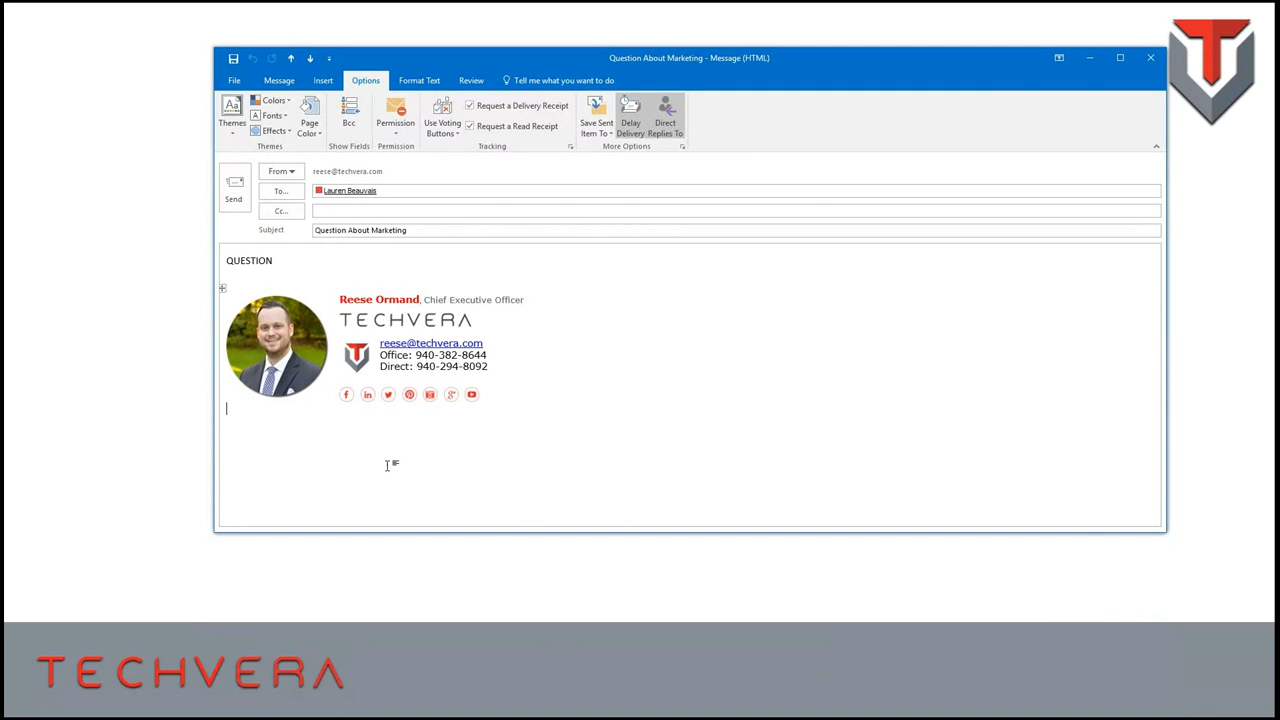 Question About Marketing - Message (HTML)
File Message Insert Options Format Text Review Tell me what you want to do
Aa
Themes
Colors
Fonts
Effects
Page Color
Themes
Bcc
Show Fields
Permission
Permission
Use Voting Buttons
Request a Delivery Receipt
Request a Read Receipt
Tracking
Save Sent Item To
Delay Delivery
Direct Replies To
More Options
Send
From reese@techvera.com
To... Lauren Beauvais
Cc...
Subject Question About Marketing
QUESTION
Reese Ormand, Chief Executive Officer
TECHVERA
reese@techvera.com
Office: 940-382-8644
Direct: 940-294-8092
TECHVERA